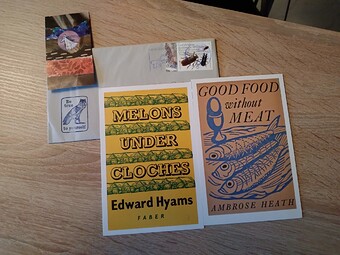 MELONS
UNDER
CLOCHES
Edward Hyams
FABER
GOOD FOOD
without
MEAT
AMBROSE HEATH